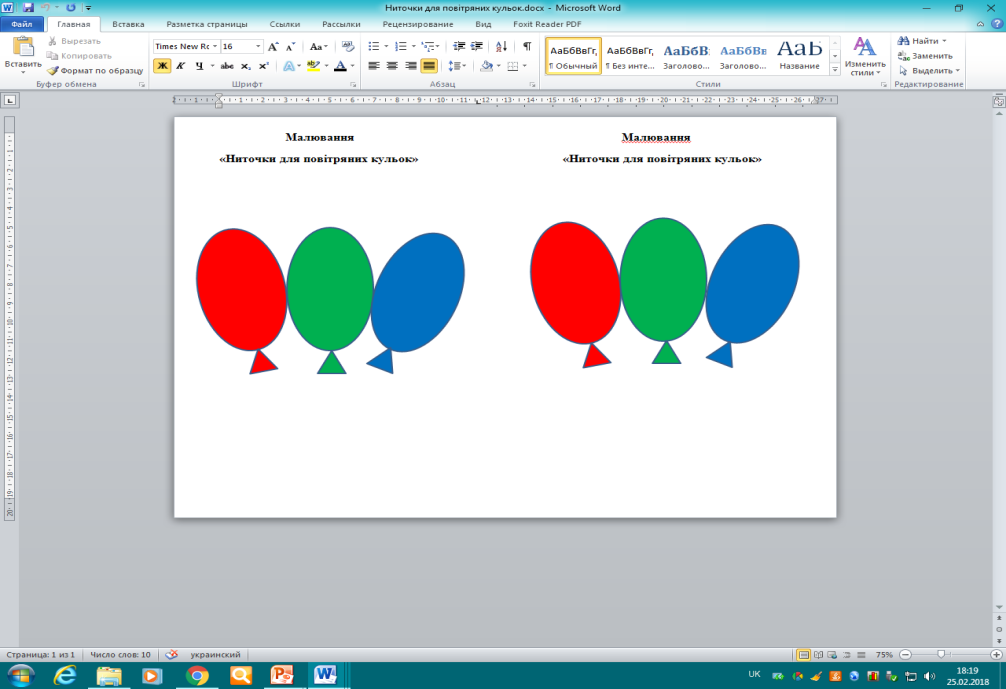 Ниточки для повітряних кульок.docx - Microsoft Word
Файл Главная Вставка Разметка страницы Ссылки Рассылки Рецензирование Вид Foxit Reader PDF
Вставить
Вырезать
Копировать
Формат по образцу
Буфер обмена
Times New Rc 16
Шрифт
Абзац
АаБбВвГг, АаБбВвГг, АаБбВ АаБбВв АаБ
¶ Обычный ¶ Без инте... Заголово... Заголово... Название
Стили
Изменить стили
Найти
Заменить
Выделить
Редактирование
Малювання
«Ниточки для повітряних кульок»
Малювання
«Ниточки для повітряних кульок»
Страница: 1 из 1 Число слов: 10 украинский 75%
UK 18:19
25.02.2018